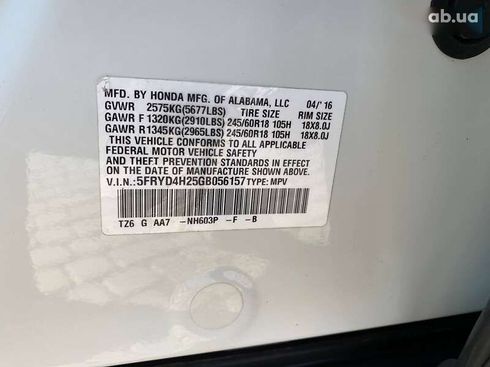 ab.ua
MFD. BY HONDA MFG. OF ALABAMA, LLC 04/'16
GVWR 2575KG(5677LBS) TIRE SIZE RIM SIZE
GAWR F 1320KG(2910LBS) 245/60R18 105H 18X8.0J
GAWR R1345KG(2965LBS) 245/60R18 105H 18X8.0J
THIS VEHICLE CONFORMS TO ALL APPLICABLE
FEDERAL MOTOR VEHICLE SAFETY AND
THEFT PREVENTION STANDARDS IN EFFECT
ON THE DATE OF MANUFACTURE SHOWN ABOVE.
V.I.N.:5FRYD4H25GB056157 TYPE: MPV
TZ6 G AA7 -NH603P -F -B